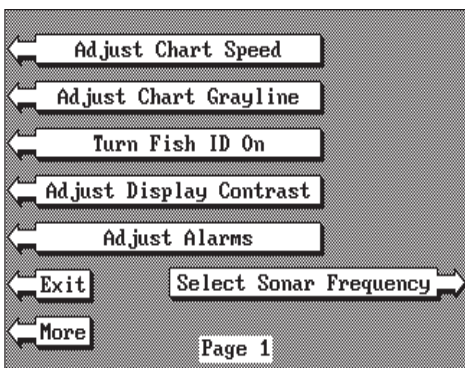 Adjust Chart Speed
Adjust Chart Grayline
Turn Fish ID On
Adjust Display Contrast
Adjust Alarms
Exit
Select Sonar Frequency
More
Page 1